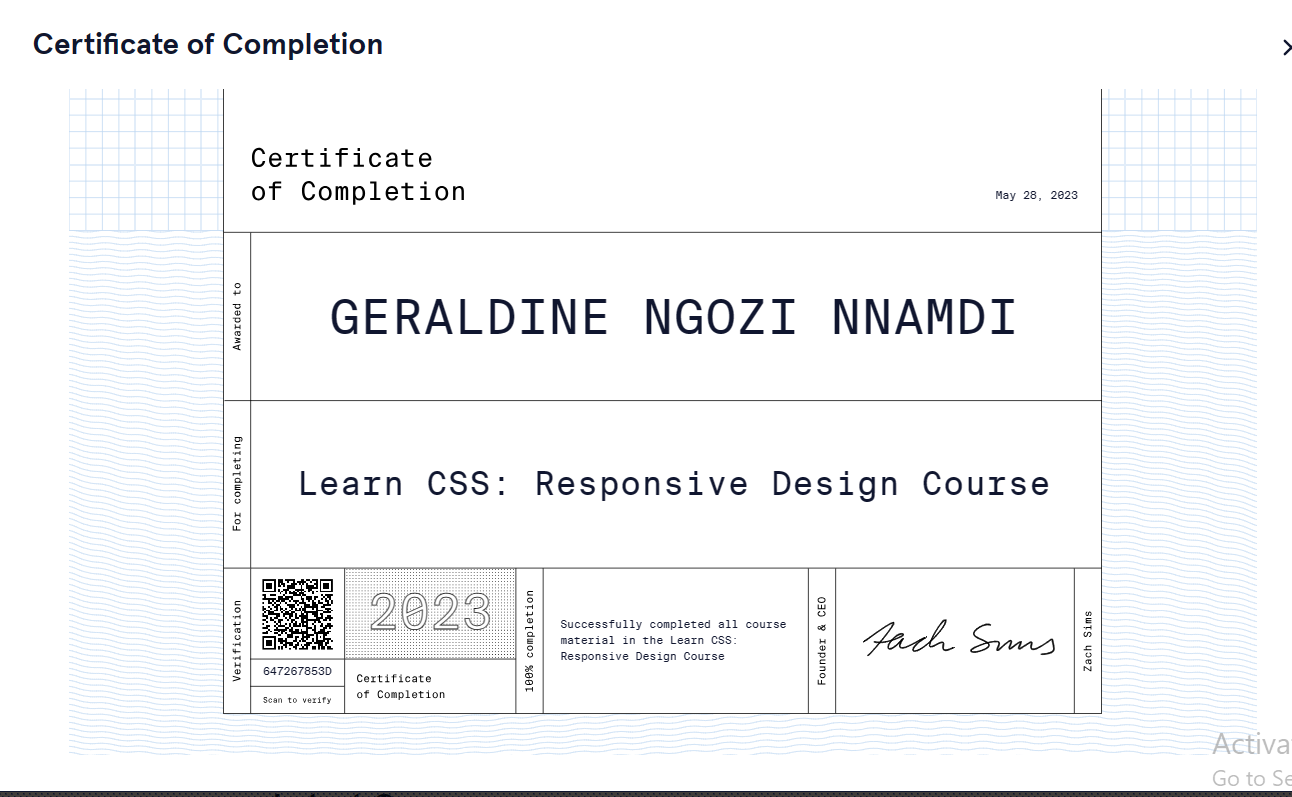 Certificate of Completion
Certificate
of Completion
May 28, 2023
Awarded to
GERALDINE NGOZI NNAMDI
For completing
Learn CSS: Responsive Design Course
Verification
647267853D
Scan to verify
2023
Certificate
of Completion
100% completion
Successfully completed all course
material in the Learn CSS:
Responsive Design Course
Founder & CEO
Zach Sims
Zach Sims
Activa
Go to Se